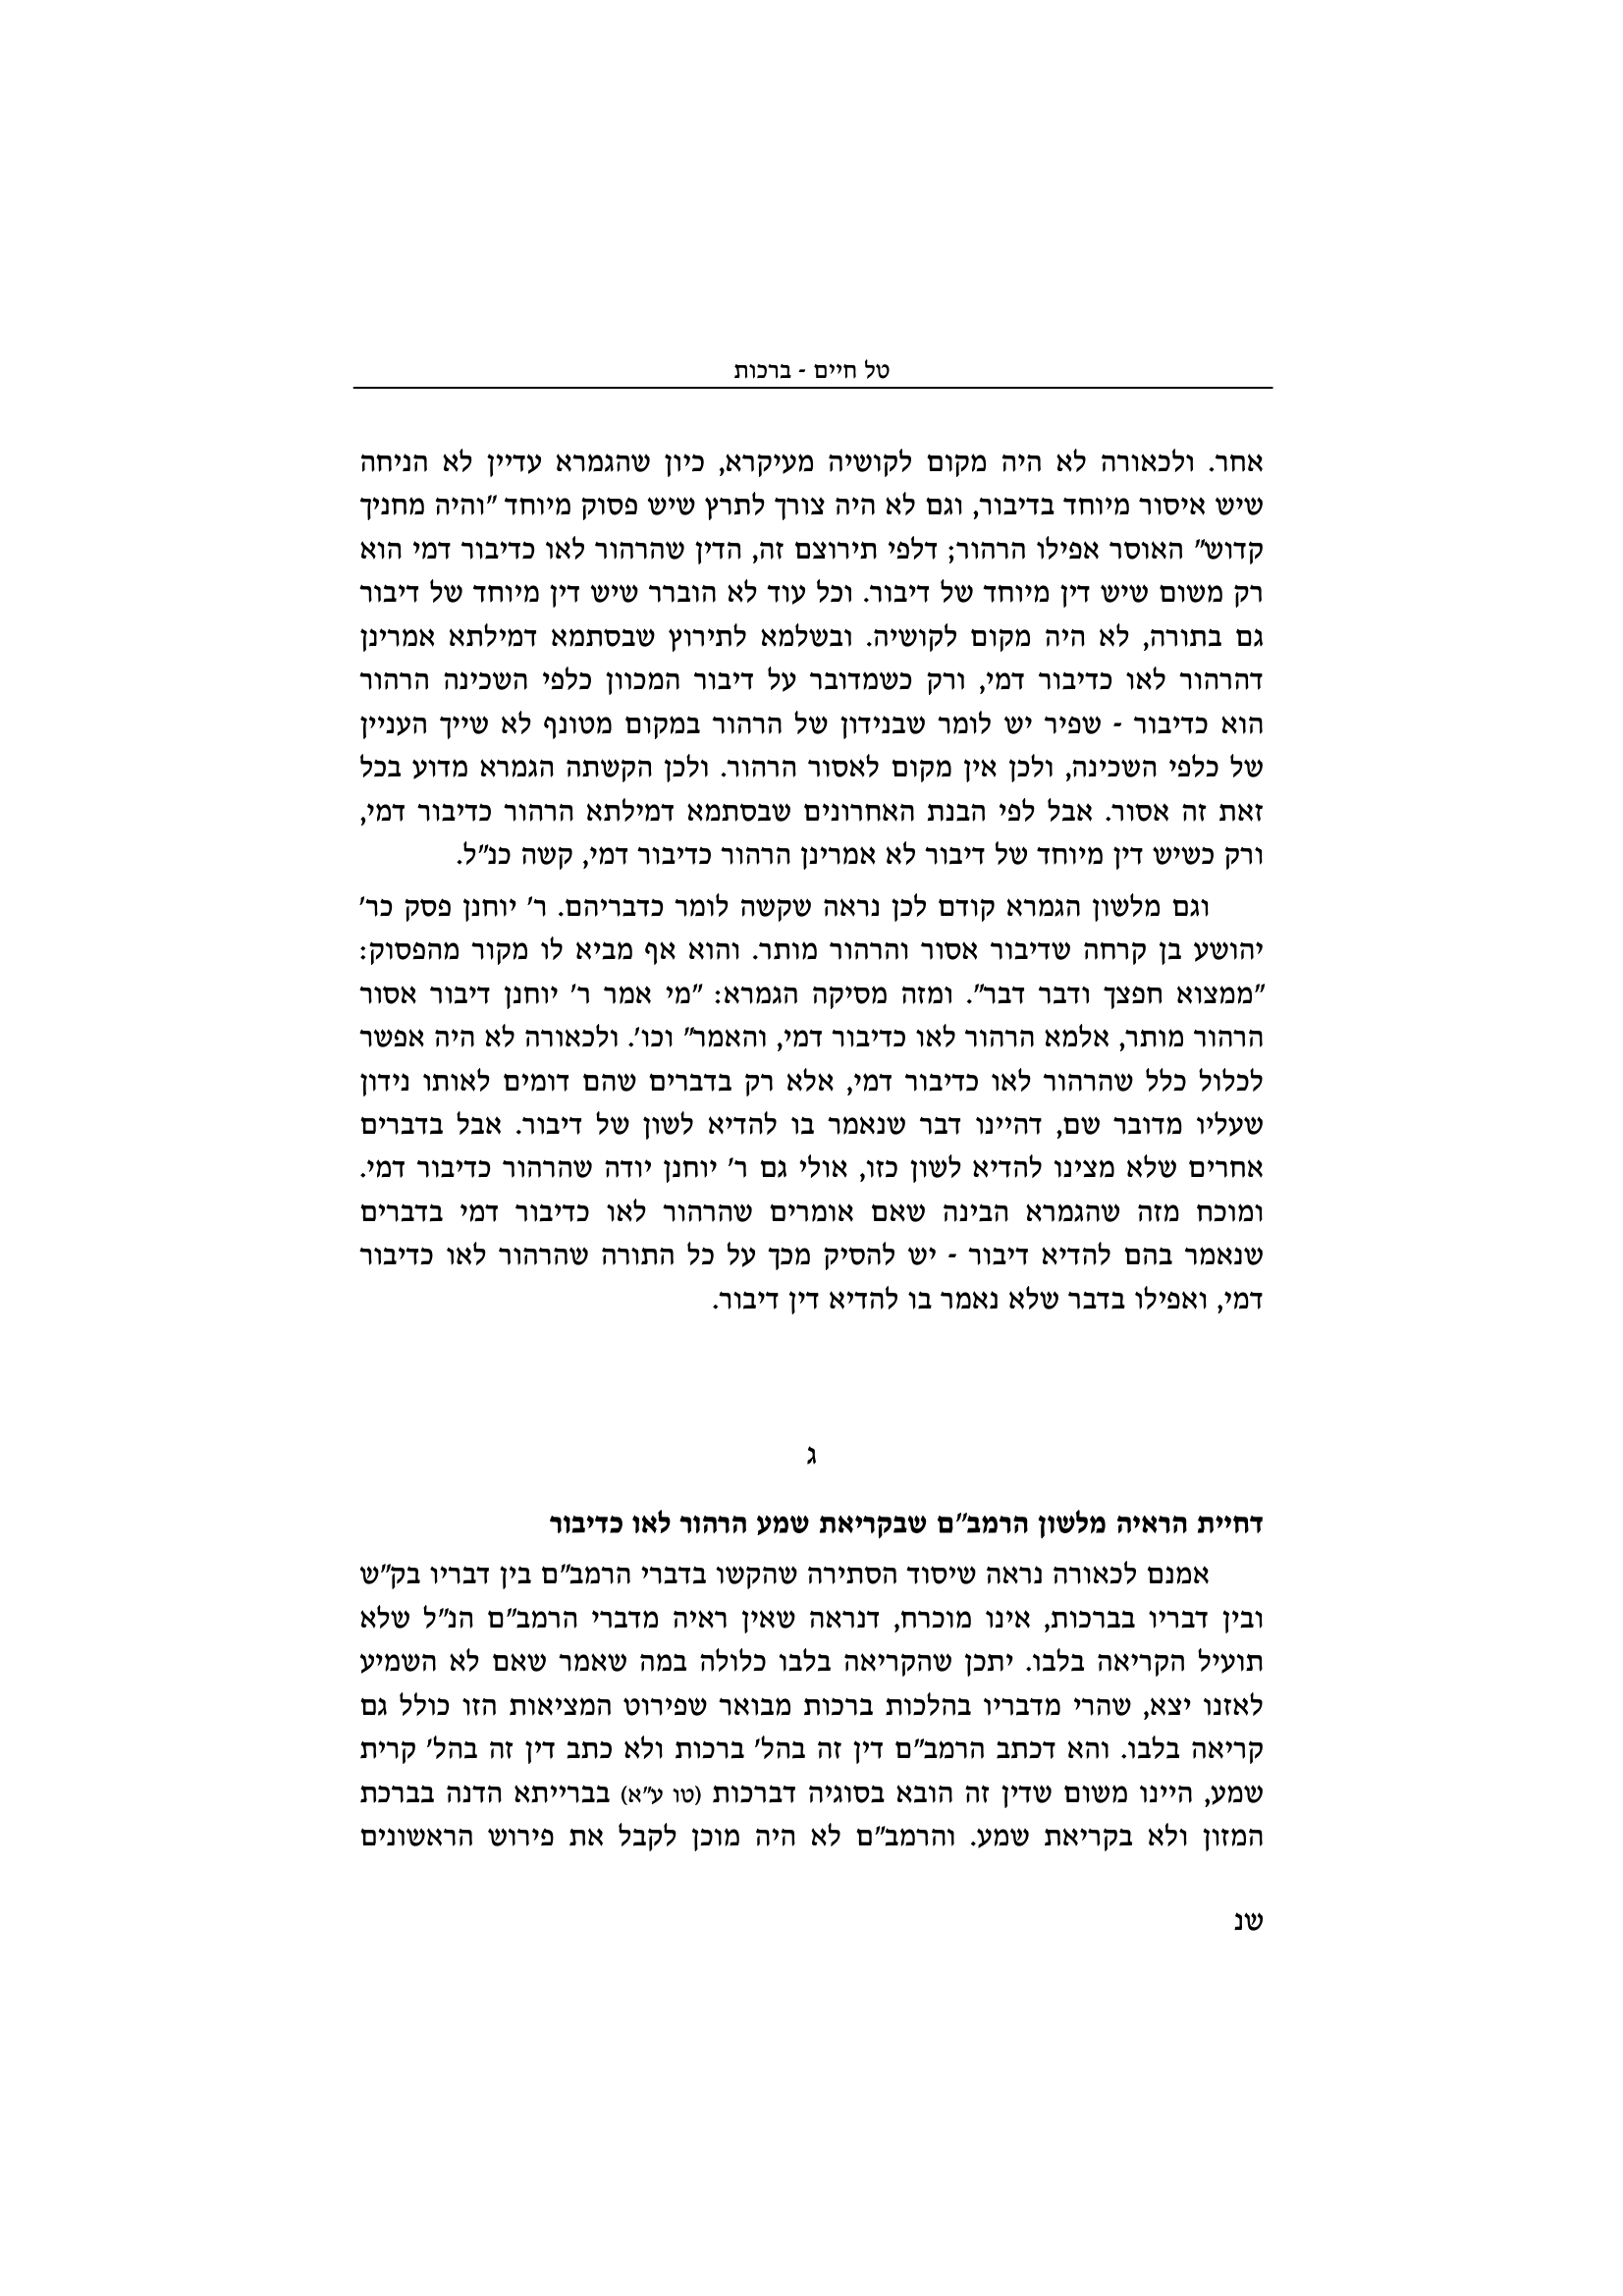 טל חיים - ברכות
אחר. ולכאורה לא היה מקום לקושיה מעיקרא, כיון שהגמרא עדיין לא הניחה
שיש איסור מיוחד בדיבור, וגם לא היה צורך לתרץ שיש פסוק מיוחד "והיה מחניך
קדוש" האוסר אפילו הרהור; דלפי תירוצם זה, הדין שהרהור לאו כדיבור דמי הוא
רק משום שיש דין מיוחד של דיבור. וכל עוד לא הוברר שיש דין מיוחד של דיבור
גם בתורה, לא היה מקום לקושיה. ובשלמא לתירוץ שבסתמא דמילתא אמרינן
דהרהור לאו כדיבור דמי, ורק כשמדובר על דיבור המכוון כלפי השכינה הרהור
הוא כדיבור - שפיר יש לומר שבנידון של הרהור במקום מטונף לא שייך העניין
של כלפי השכינה, ולכן אין מקום לאסור הרהור. ולכן הקשתה הגמרא מדוע בכל
זאת זה אסור. אבל לפי הבנת האחרונים שבסתמא דמילתא הרהור כדיבור דמי,
ורק כשיש דין מיוחד של דיבור לא אמרינן הרהור כדיבור דמי, קשה כנ"ל.
וגם מלשון הגמרא קודם לכן נראה שקשה לומר כדבריהם. ר' יוחנן פסק כר'
יהושע בן קרחה שדיבור אסור והרהור מותר. והוא אף מביא לו מקור מהפסוק:
"ממצוא חפצך ודבר דבר". ומזה מסיקה הגמרא: "מי אמר ר' יוחנן דיבור אסור
הרהור מותר, אלמא הרהור לאו כדיבור דמי, והאמר" וכו'. ולכאורה לא היה אפשר
לכלול כלל שהרהור לאו כדיבור דמי, אלא רק בדברים שהם דומים לאותו נידון
שעליו מדובר שם, דהיינו דבר שנאמר בו להדיא לשון של דיבור. אבל בדברים
אחרים שלא מצינו להדיא לשון כזו, אולי גם ר' יוחנן יודה שהרהור כדיבור דמי.
ומוכח מזה שהגמרא הבינה שאם אומרים שהרהור לאו כדיבור דמי בדברים
שנאמר בהם להדיא דיבור - יש להסיק מכך על כל התורה שהרהור לאו כדיבור
דמי, ואפילו בדבר שלא נאמר בו להדיא דין דיבור.
ג
דחיית הראיה מלשון הרמב"ם שבקריאת שמע הרהור לאו כדיבור
אמנם לכאורה נראה שיסוד הסתירה שהקשו בדברי הרמב"ם בין דבריו בק"ש
ובין דבריו בברכות, אינו מוכרח, דנראה שאין ראיה מדברי הרמב"ם הנ"ל שלא
תועיל הקריאה בלבו. יתכן שהקריאה בלבו כלולה במה שאמר שאם לא השמיע
לאזנו יצא, שהרי מדבריו בהלכות ברכות מבואר שפירוט המציאות הזו כולל גם
קריאה בלבו. והא דכתב הרמב"ם דין זה בהל' ברכות ולא כתב דין זה בהל' קרית
שמע, היינו משום שדין זה הובא בסוגיה דברכות (טו ע"א) בברייתא הדנה בברכת
המזון ולא בקריאת שמע. והרמב"ם לא היה מוכן לקבל את פירוש הראשונים
שנ